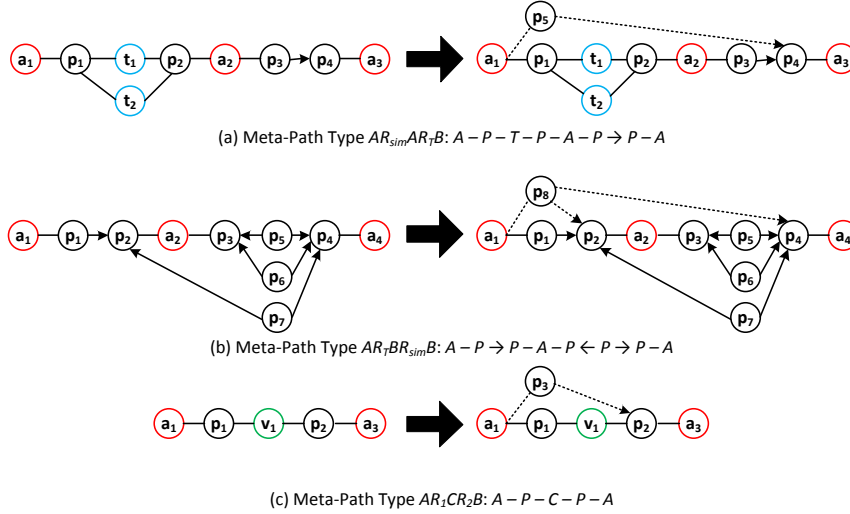 p5
a1 p1 t1 p2 a2 p3 p4 a3 a1 p1 t1 p2 a2 p3 p4 a3
t2 t2
(a) Meta-Path Type ARsimARTB: A – P – T – P – A – P → P – A
p8
a1 p1 p2 a2 p3 p5 p4 a4 a1 p1 p2 a2 p3 p5 p4 a4
p6 p6
p7 p7
(b) Meta-Path Type ARTBRsimB: A – P → P – A – P ← P → P – A
p3
a1 p1 v1 p2 a3 a1 p1 v1 p2 a3
(c) Meta-Path Type AR1CR2B: A – P – C – P – A